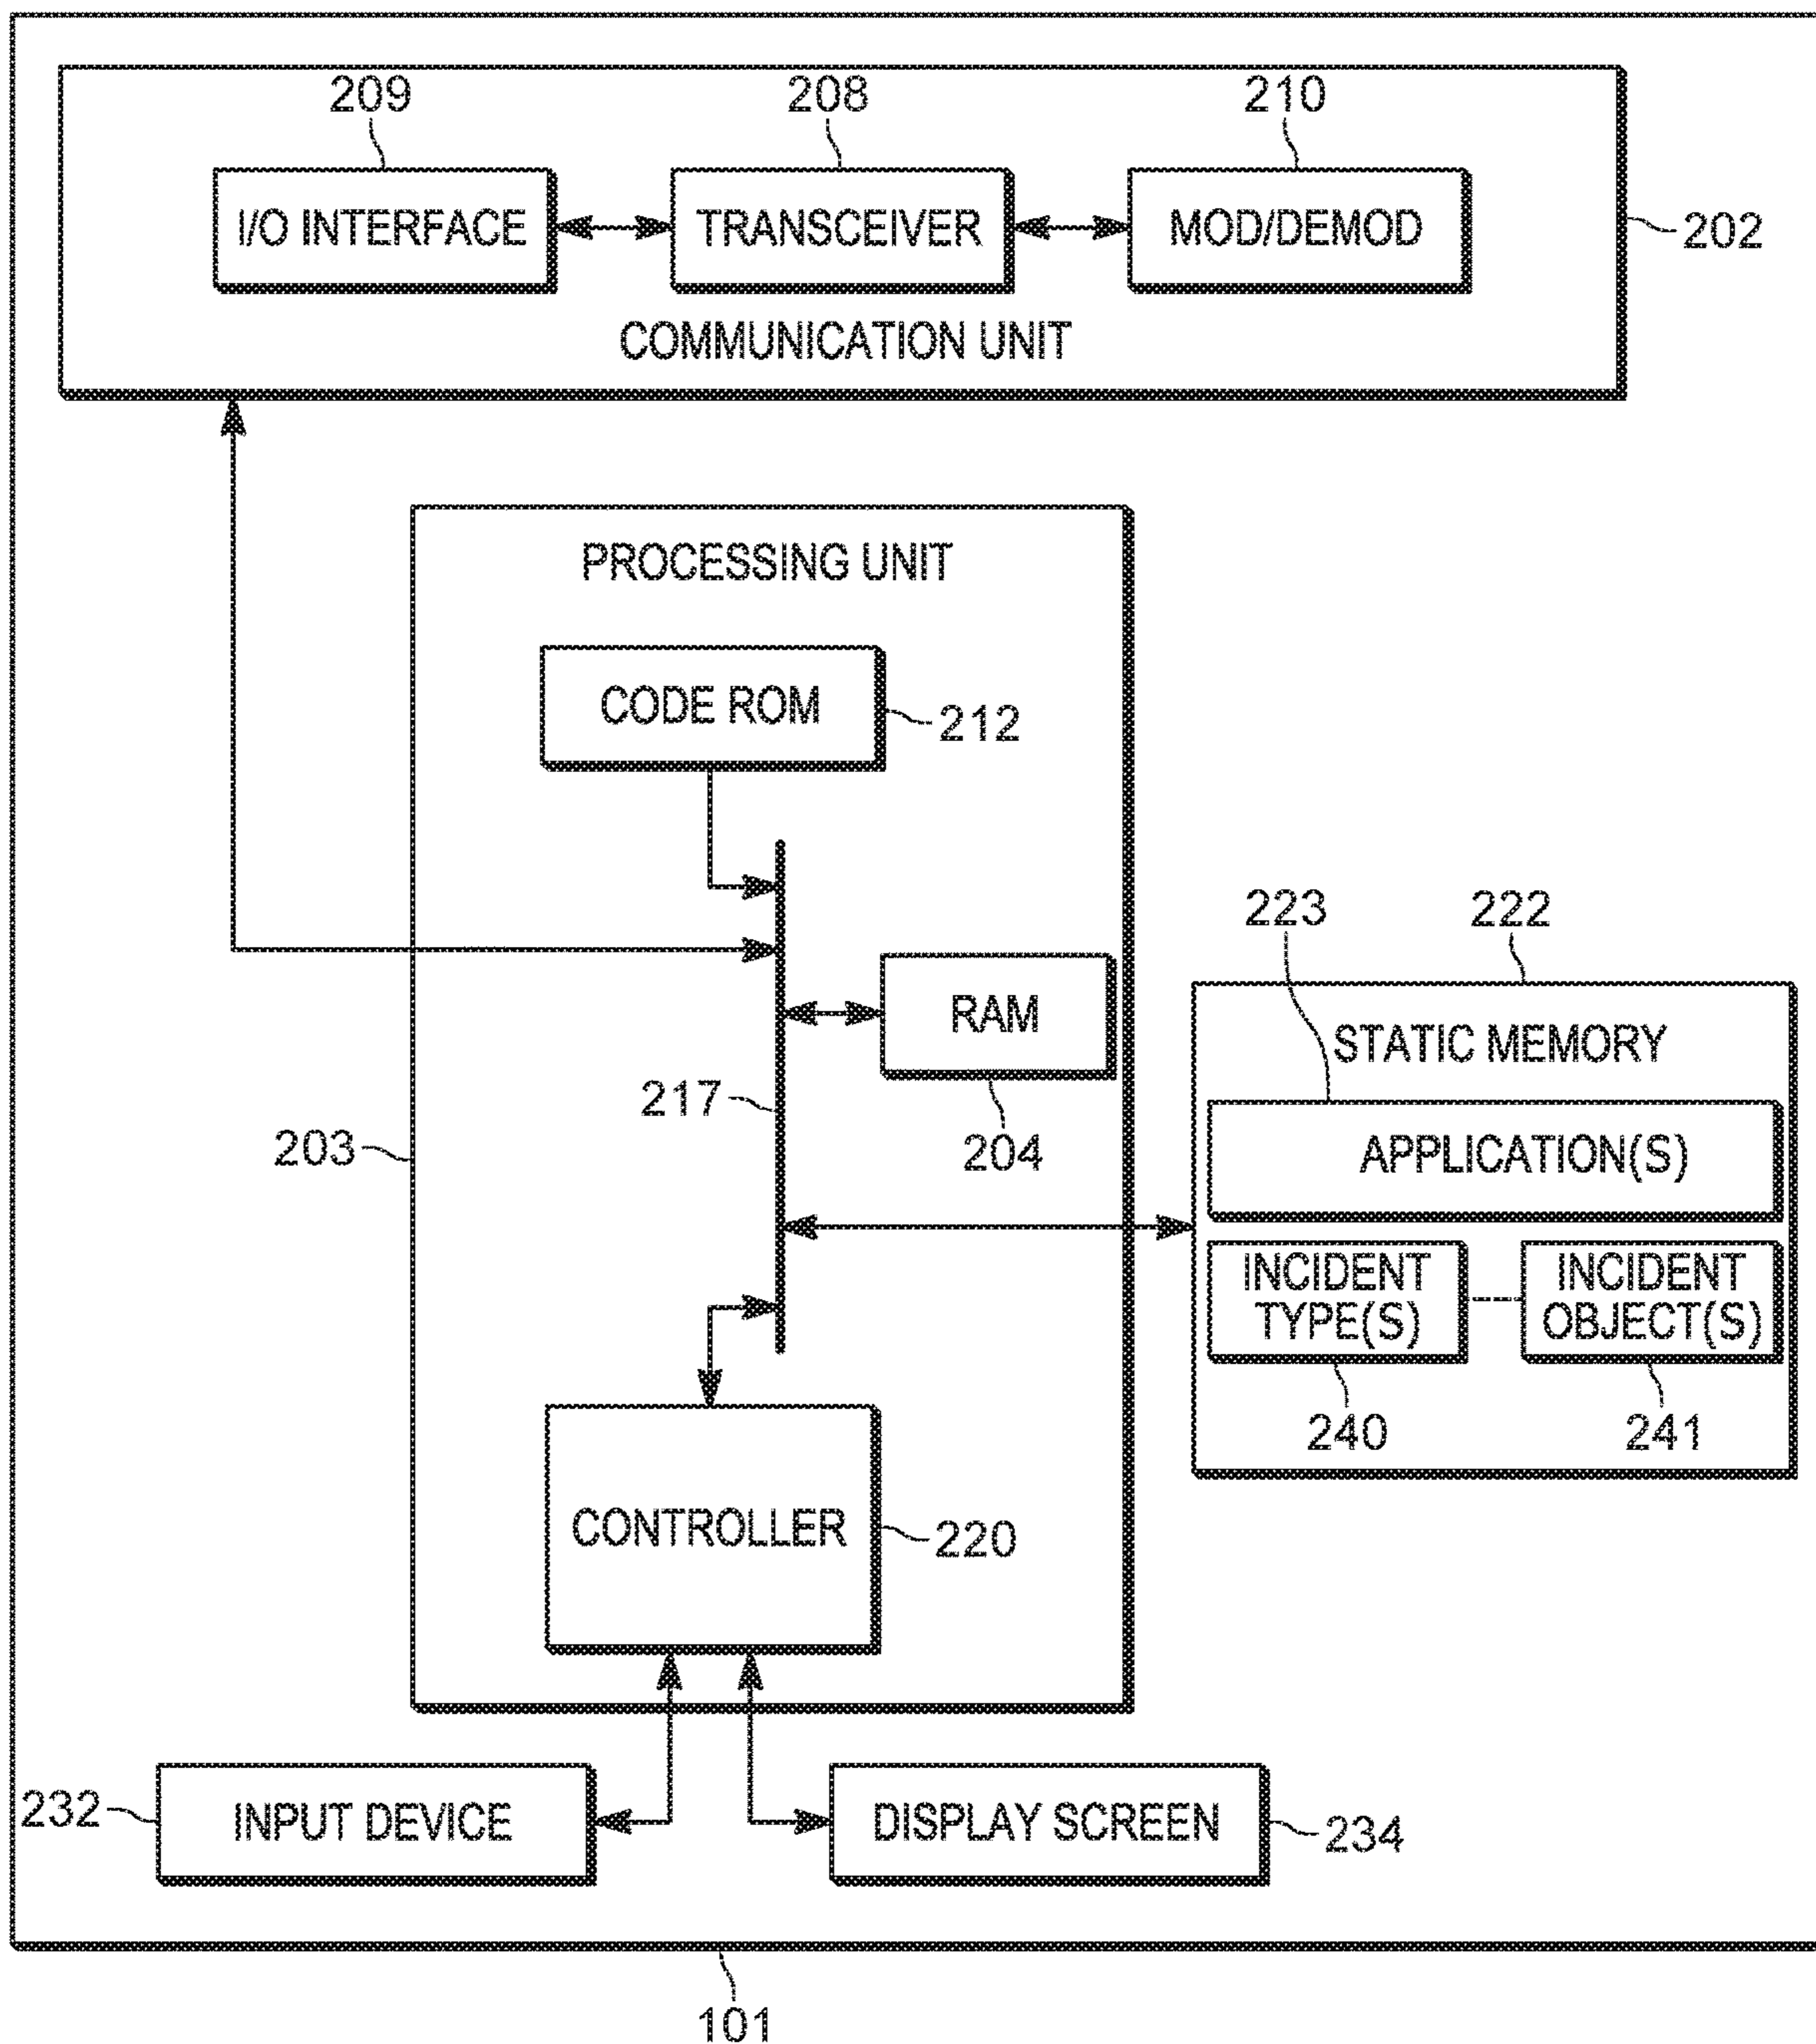 209
208
210
I/O INTERFACE
TRANSCEIVER
MOD/DEMOD
202
COMMUNICATION UNIT
PROCESSING UNIT
CODE ROM
212
223
222
RAM
STATIC MEMORY
217
204
203
APPLICATION(S)
INCIDENT
TYPE(S)
INCIDENT
OBJECT(S)
240
241
CONTROLLER
220
232
INPUT DEVICE
DISPLAY SCREEN
234
101